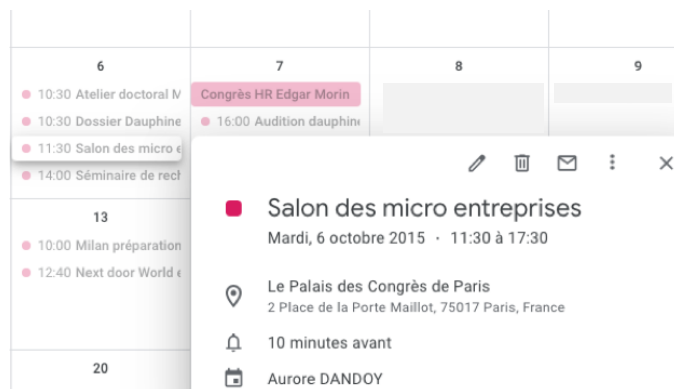 6
7
8
9
10:30 Atelier doctoral
10:30 Dossier Dauphine
11:30 Salon des micro
14:00 Séminaire de
Congrès HR Edgar Morin
16:00 Audition
13
10:00 Milan préparation
12:40 Next door World
20
Salon des micro entreprises
Mardi, 6 octobre 2015 · 11:30 à 17:30
Le Palais des Congrès de Paris
2 Place de la Porte Maillot, 75017 Paris, France
10 minutes avant
Aurore DANDOY